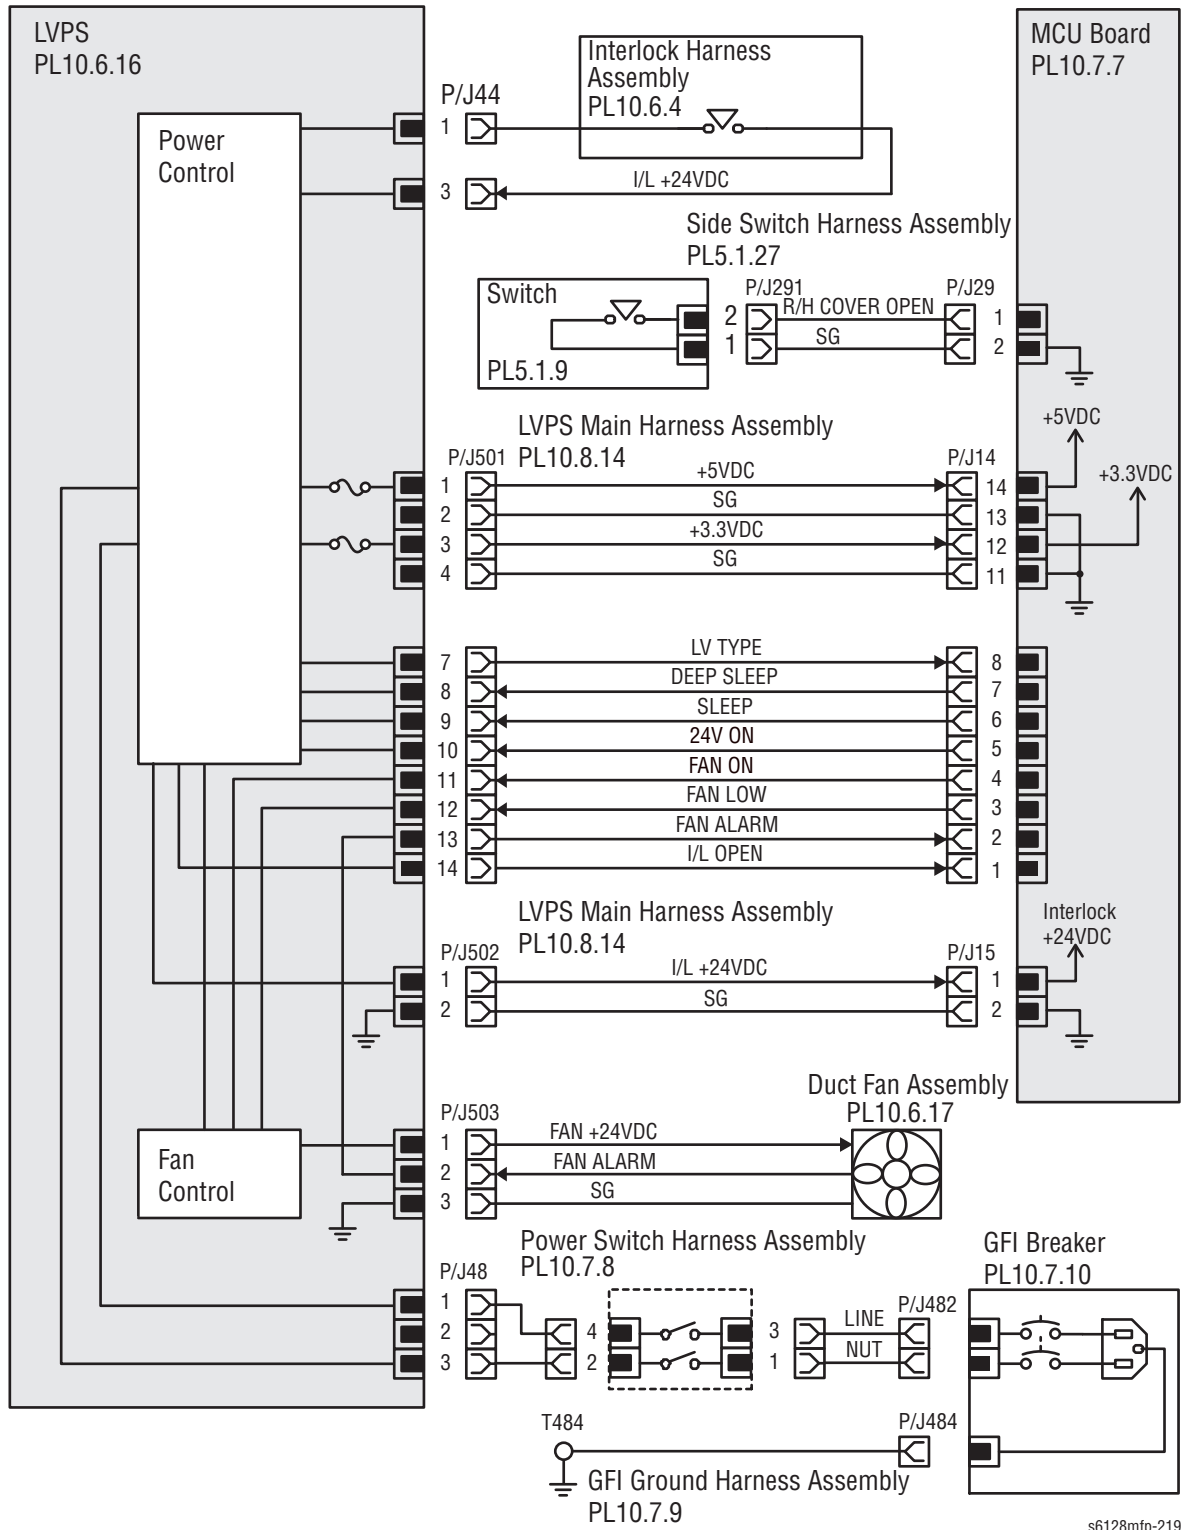 LVPS
PL10.6.16
MCU Board
PL10.7.7
Interlock Harness
Assembly
PL10.6.4
P/J44
Power
Control
1
3
I/L +24VDC
Side Switch Harness Assembly
PL5.1.27
Switch
PL5.1.9
P/J291
P/J29
2
R/H COVER OPEN
1
1
SG
2
LVPS Main Harness Assembly
PL10.8.14
P/J501
P/J14
+5VDC
+3.3VDC
1
+5VDC
14
2
SG
13
3
+3.3VDC
12
4
SG
11
7
LV TYPE
8
8
DEEP SLEEP
7
9
SLEEP
6
10
24V ON
5
11
FAN ON
4
12
FAN LOW
3
13
FAN ALARM
2
14
I/L OPEN
1
LVPS Main Harness Assembly
PL10.8.14
P/J502
P/J15
Interlock
+24VDC
1
I/L +24VDC
1
2
SG
2
Duct Fan Assembly
PL10.6.17
P/J503
Fan
Control
1
FAN +24VDC
2
FAN ALARM
3
SG
Power Switch Harness Assembly
PL10.7.8
GFI Breaker
PL10.7.10
P/J48
1
2
3
4
2
3
1
LINE
NUT
P/J482
T484
P/J484
GFI Ground Harness Assembly
PL10.7.9
s6128mfp-219